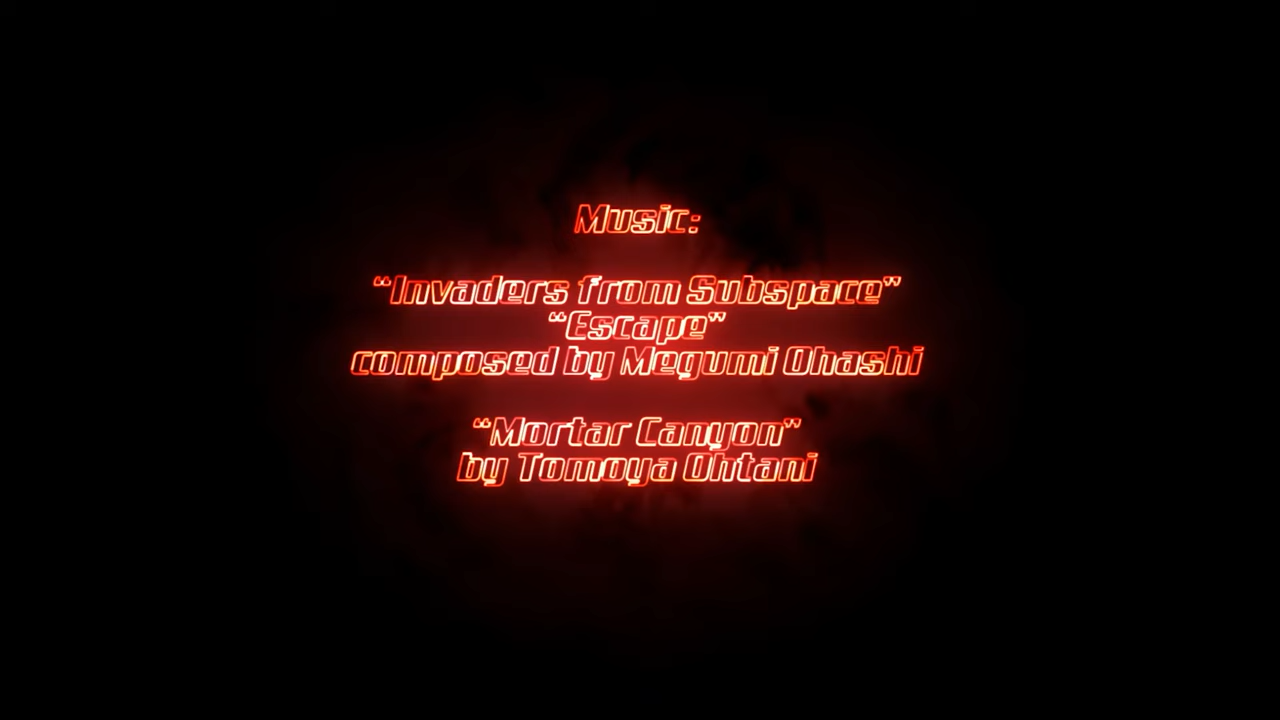 Music:
“Invaders from Subspace”
“Escape”
composed by Megumi Ohashi
“Mortar Canyon”
by Tomoya Ohtani